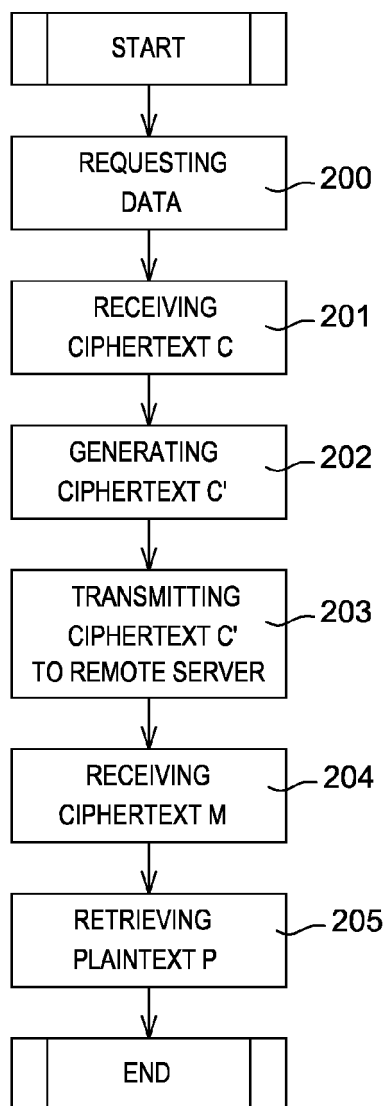 START
REQUESTING
DATA
200
RECEIVING
CIPHERTEXT C
201
GENERATING
CIPHERTEXT C'
202
TRANSMITTING
CIPHERTEXT C'
TO REMOTE SERVER
203
RECEIVING
CIPHERTEXT M
204
RETRIEVING
PLAINTEXT P
205
END